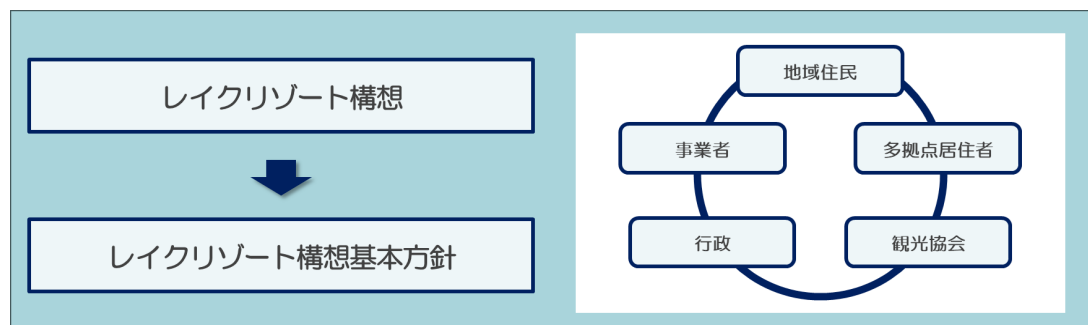 レイクリゾート構想
レイクリゾート構想基本方針
地域住民
事業者
多拠点居住者
行政
観光協会